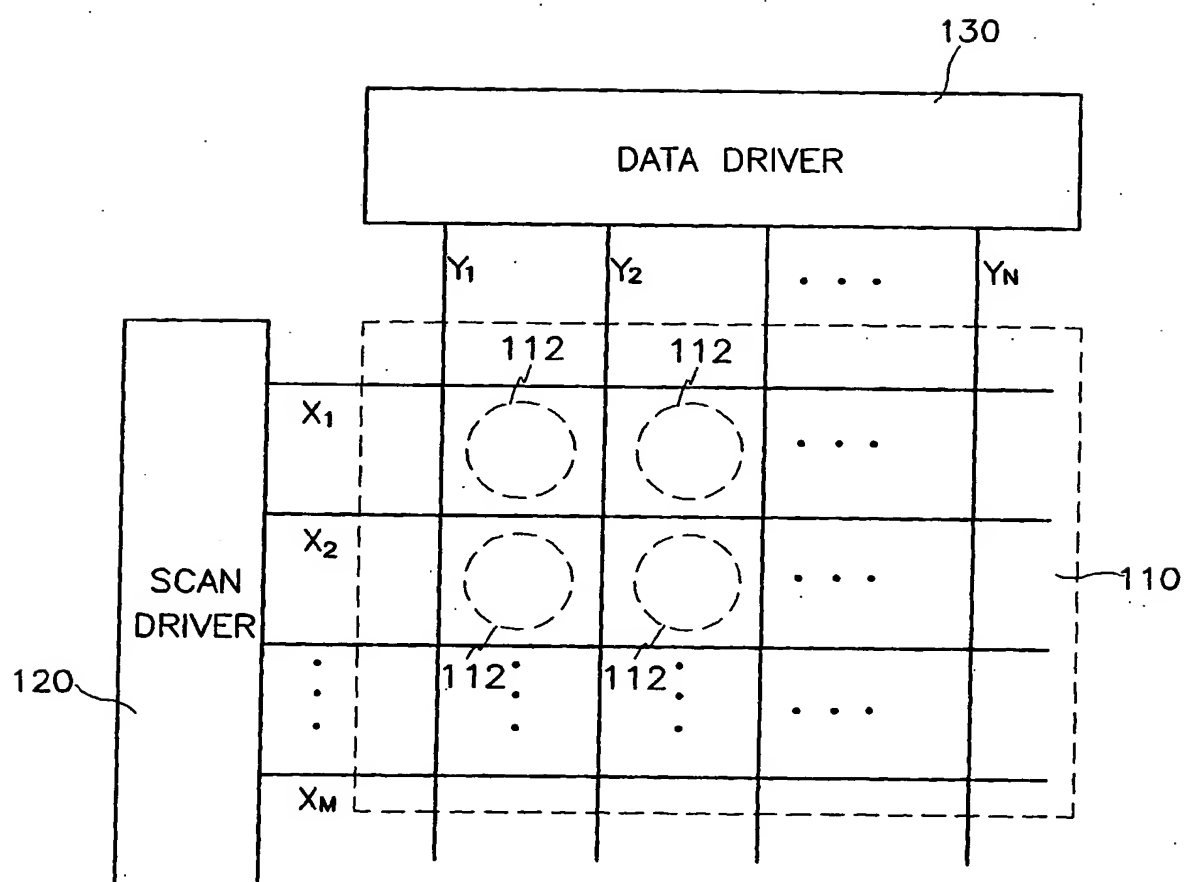 130
DATA DRIVER
Y1 Y2 . . . YN
112 112
X1 . . .
X2 . . .
SCAN
DRIVER
110
112 112
120
. . .
XM